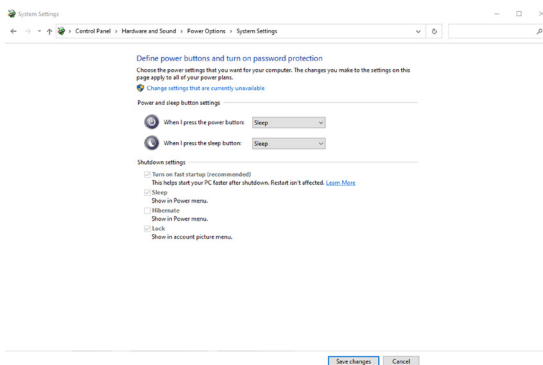 System Settings
Control Panel > Hardware and Sound > Power Options > System Settings
Define power buttons and turn on password protection
Choose the power settings that you want for your computer. The changes you make to the settings on this
page apply to all of your power plans.
Change settings that are currently unavailable
Power and sleep button settings
When I press the power button: Sleep
When I press the sleep button: Sleep
Shutdown settings
Turn on fast startup (recommended)
This helps start your PC faster after shutdown. Restart isn't affected. Learn More
Sleep
Show in Power menu.
Hibernate
Show in Power menu.
Lock
Show in account picture menu.
Save changes Cancel